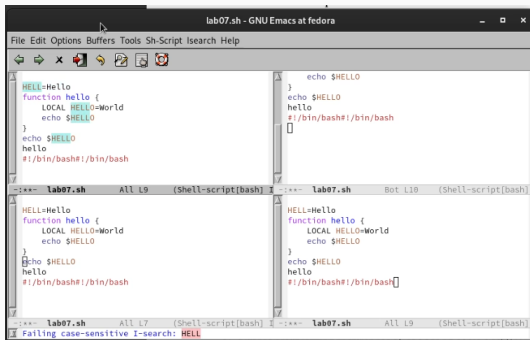 lab07.sh - GNU Emacs at fedora
File Edit Options Buffers Tools Sh-Script Isearch Help
HELL=Hello
function hello {
LOCAL HELLO=World
echo $HELLO
}
echo $HELLO
hello
#!/bin/bash#!/bin/bash
-:**- lab07.sh All L9 (Shell-script[bash] I
echo $HELLO
}
echo $HELLO
hello
#!/bin/bash#!/bin/bash
-:**- lab07.sh Bot L10 (Shell-script[bash]
HELL=Hello
function hello {
LOCAL HELLO=World
echo $HELLO
}
echo $HELLO
hello
#!/bin/bash#!/bin/bash
-:**- lab07.sh All L7 (Shell-script[bash] I
HELL=Hello
function hello {
LOCAL HELLO=World
echo $HELLO
}
echo $HELLO
hello
#!/bin/bash#!/bin/bash
-:**- lab07.sh All L9 (Shell-script[bash]
Failing case-sensitive I-search: HELL